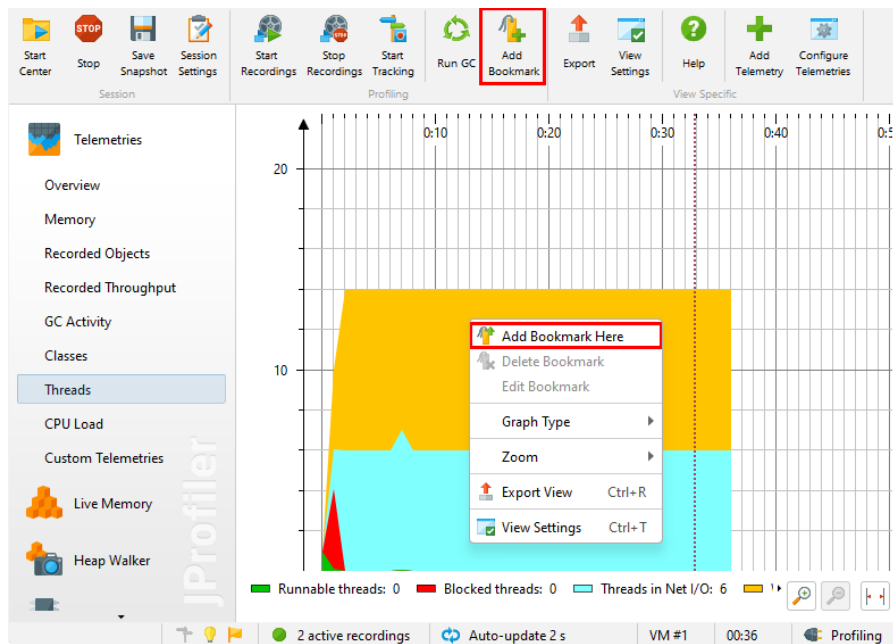 STOP
Start Center
Stop
Save Snapshot
Session Settings
Start Recordings
Stop Recordings
Start Tracking
Run GC
Add Bookmark
Export
View Settings
Help
Add Telemetry
Configure Telemetries
Session
Profiling
View Specific
Telemetries
Overview
Memory
Recorded Objects
Recorded Throughput
GC Activity
Classes
Threads
CPU Load
Custom Telemetries
Live Memory
Heap Walker
JProfiler
0:10 0:20 0:30 0:40
20
10
Add Bookmark Here
Delete Bookmark
Edit Bookmark
Graph Type
Zoom
Export View Ctrl+R
View Settings Ctrl+T
Runnable threads: 0 Blocked threads: 0 Threads in Net I/O: 6
2 active recordings Auto-update 2 s VM #1 00:36 Profiling